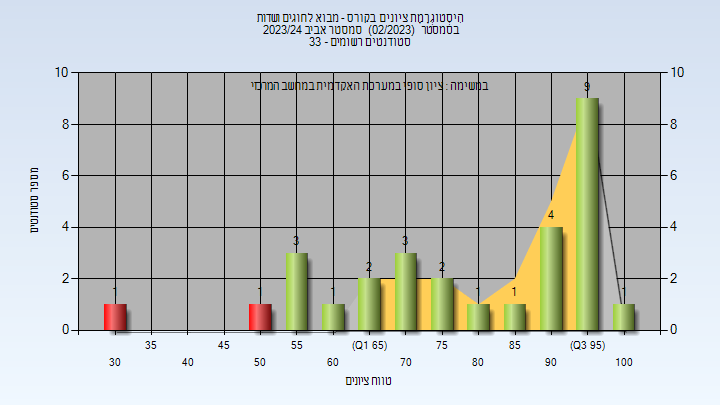 היסטוגרמת ציונים בקורס - מבוא לחוגים ושדות
בסמסטר (02/2023) סמסטר אביב 2023/24
סטודנטים רשומים - 33
במשימה : ציון סופי במערכת האקדמית במחשב המרכזי
10 10
8 8
6 6
4 4
2 2
0 0
מספר סטודנטים
1 1 3 1 2 3 2 1 1 4 9 1
35 45 55 (Q1 65) 75 85 (Q3 95)
30 40 50 60 70 80 90 100
טווח ציונים